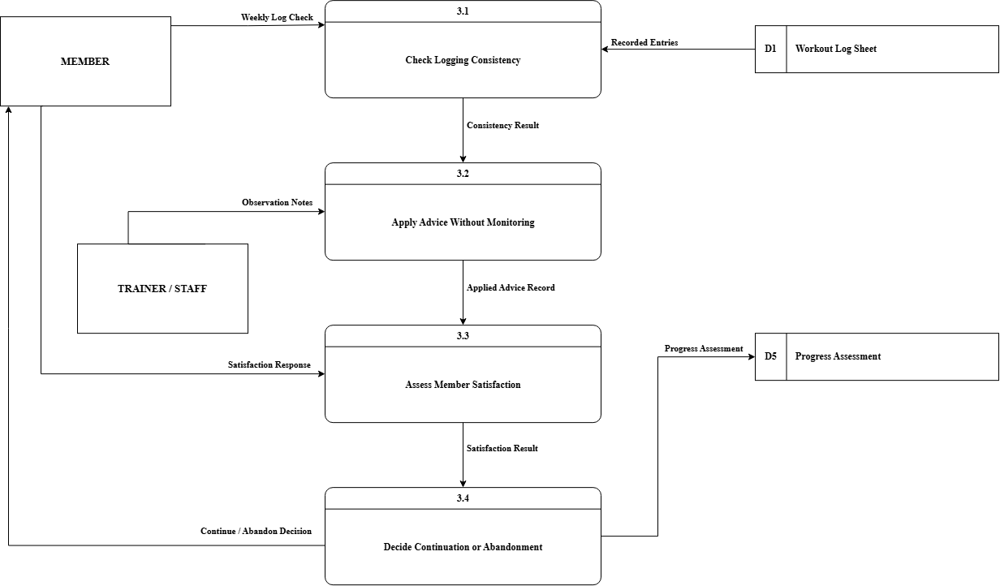 3.1
Weekly Log Check
MEMBER
Check Logging Consistency
Recorded Entries
D1
Workout Log Sheet
Consistency Result
3.2
Observation Notes
Apply Advice Without Monitoring
TRAINER / STAFF
Applied Advice Record
3.3
Satisfaction Response
Assess Member Satisfaction
Progress Assessment
D5
Progress Assessment
Satisfaction Result
3.4
Continue / Abandon Decision
Decide Continuation or Abandonment